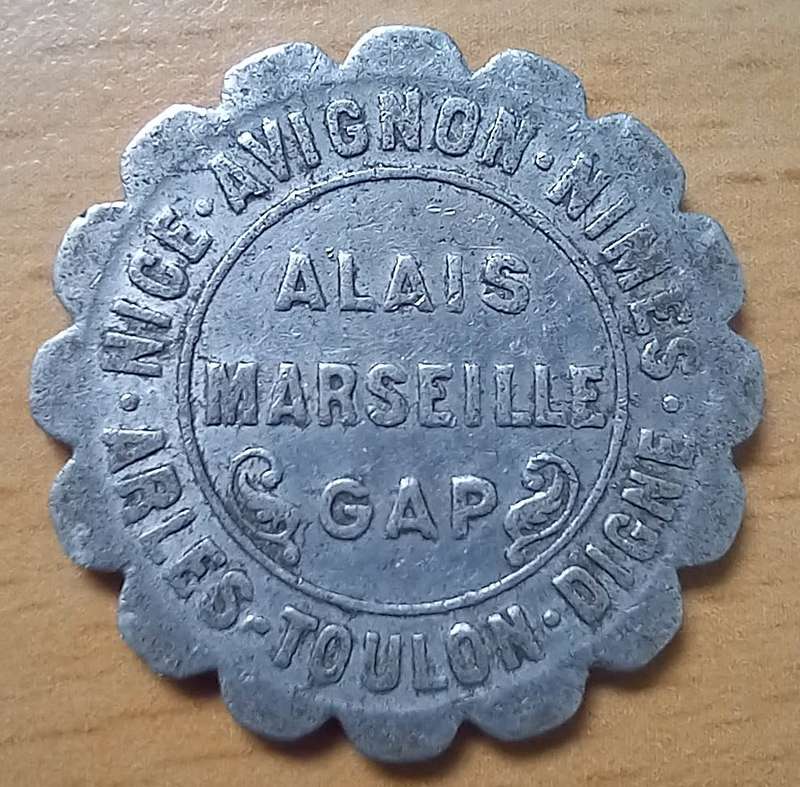 NICE · AVIGNON · NIMES ·
ARLES - TOULON · DIGNE ·
ALAIS
MARSEILLE
GAP